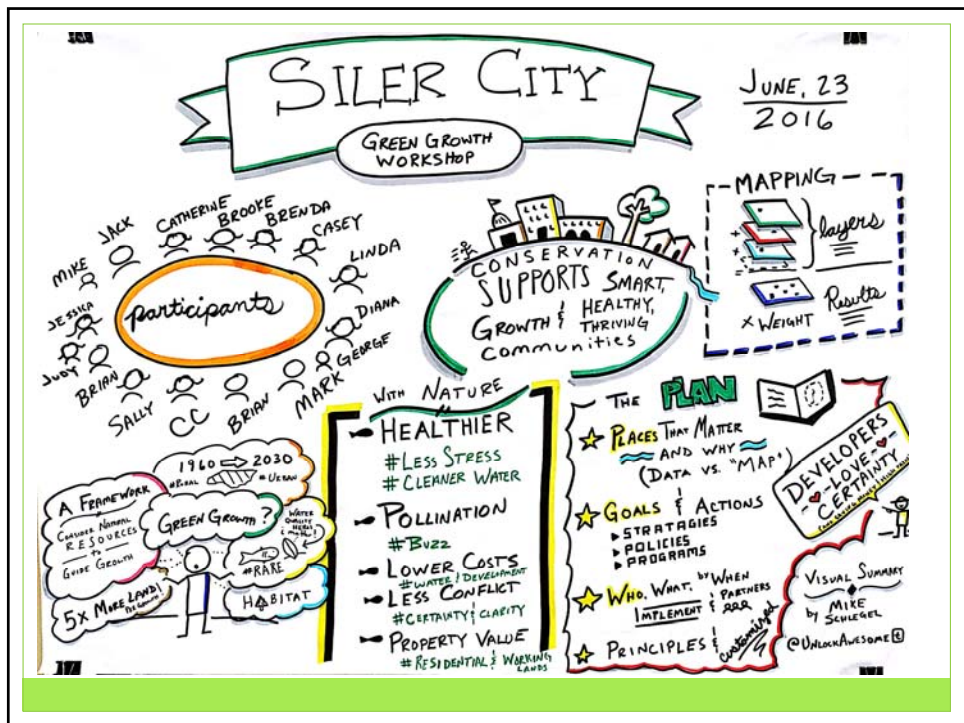 SILER CITY
GREEN GROWTH
WORKSHOP
JUNE, 23
2016
participants
MIKE
JACK
CATHERINE
BROOKE
BRENDA
CASEY
LINDA
DIANA
GEORGE
MARK
BRIAN
CC
SALLY
BRIAN
JUDY
JESSICA
CONSERVATION
SUPPORTS SMART,
GROWTH & HEALTHY,
THRIVING
COMMUNITIES
MAPPING
layers
Results
x WEIGHT
A FRAMEWORK
CONSIDER NATURAL
RESOURCES
to
GUIDE GROWTH
1960 ⇒ 2030
#RURAL #URBAN
GREEN GROWTH?
WATER
QUALITY
HERE
#RARE
5x MORE LAND!
HABITAT
WITH NATURE
HEALTHIER
#LESS STRESS
#CLEANER WATER
POLLINATION
#BUZZ
LOWER COSTS
#WATER / DEVELOPMENT
LESS CONFLICT
#CERTAINTY & CLARITY
PROPERTY VALUE
#RESIDENTIAL & WORKING
LANDS
THE PLAN
PLACES THAT MATTER
AND WHY
(DATA VS. "MAP")
GOALS & ACTIONS
▸STRATAGIES
▸POLICIES
▸PROGRAMS
WHO, WHAT, by WHEN
IMPLEMENT & PARTNERS
PRINCIPLES &
customized
DEVELOPERS
-LOVE-
CERTAINTY
VISUAL SUMMARY
by MIKE
SCHLEGEL
@UNLOCKAWESOME